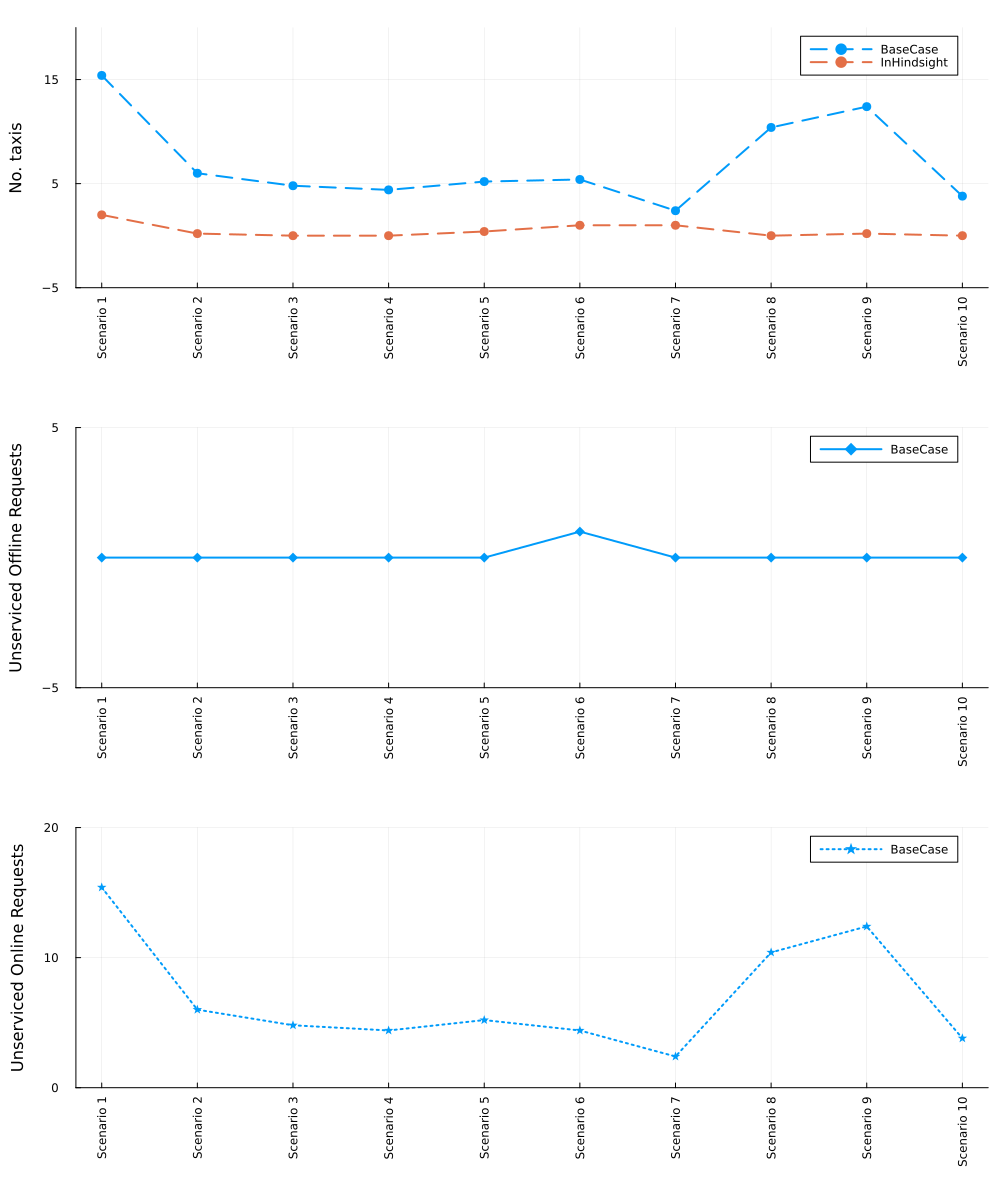 No. taxis
15
5
−5
BaseCase
InHindsight
Scenario 1
Scenario 2
Scenario 3
Scenario 4
Scenario 5
Scenario 6
Scenario 7
Scenario 8
Scenario 9
Scenario 10
Unserviced Offline Requests
5
−5
BaseCase
Scenario 1
Scenario 2
Scenario 3
Scenario 4
Scenario 5
Scenario 6
Scenario 7
Scenario 8
Scenario 9
Scenario 10
Unserviced Online Requests
20
10
0
BaseCase
Scenario 1
Scenario 2
Scenario 3
Scenario 4
Scenario 5
Scenario 6
Scenario 7
Scenario 8
Scenario 9
Scenario 10